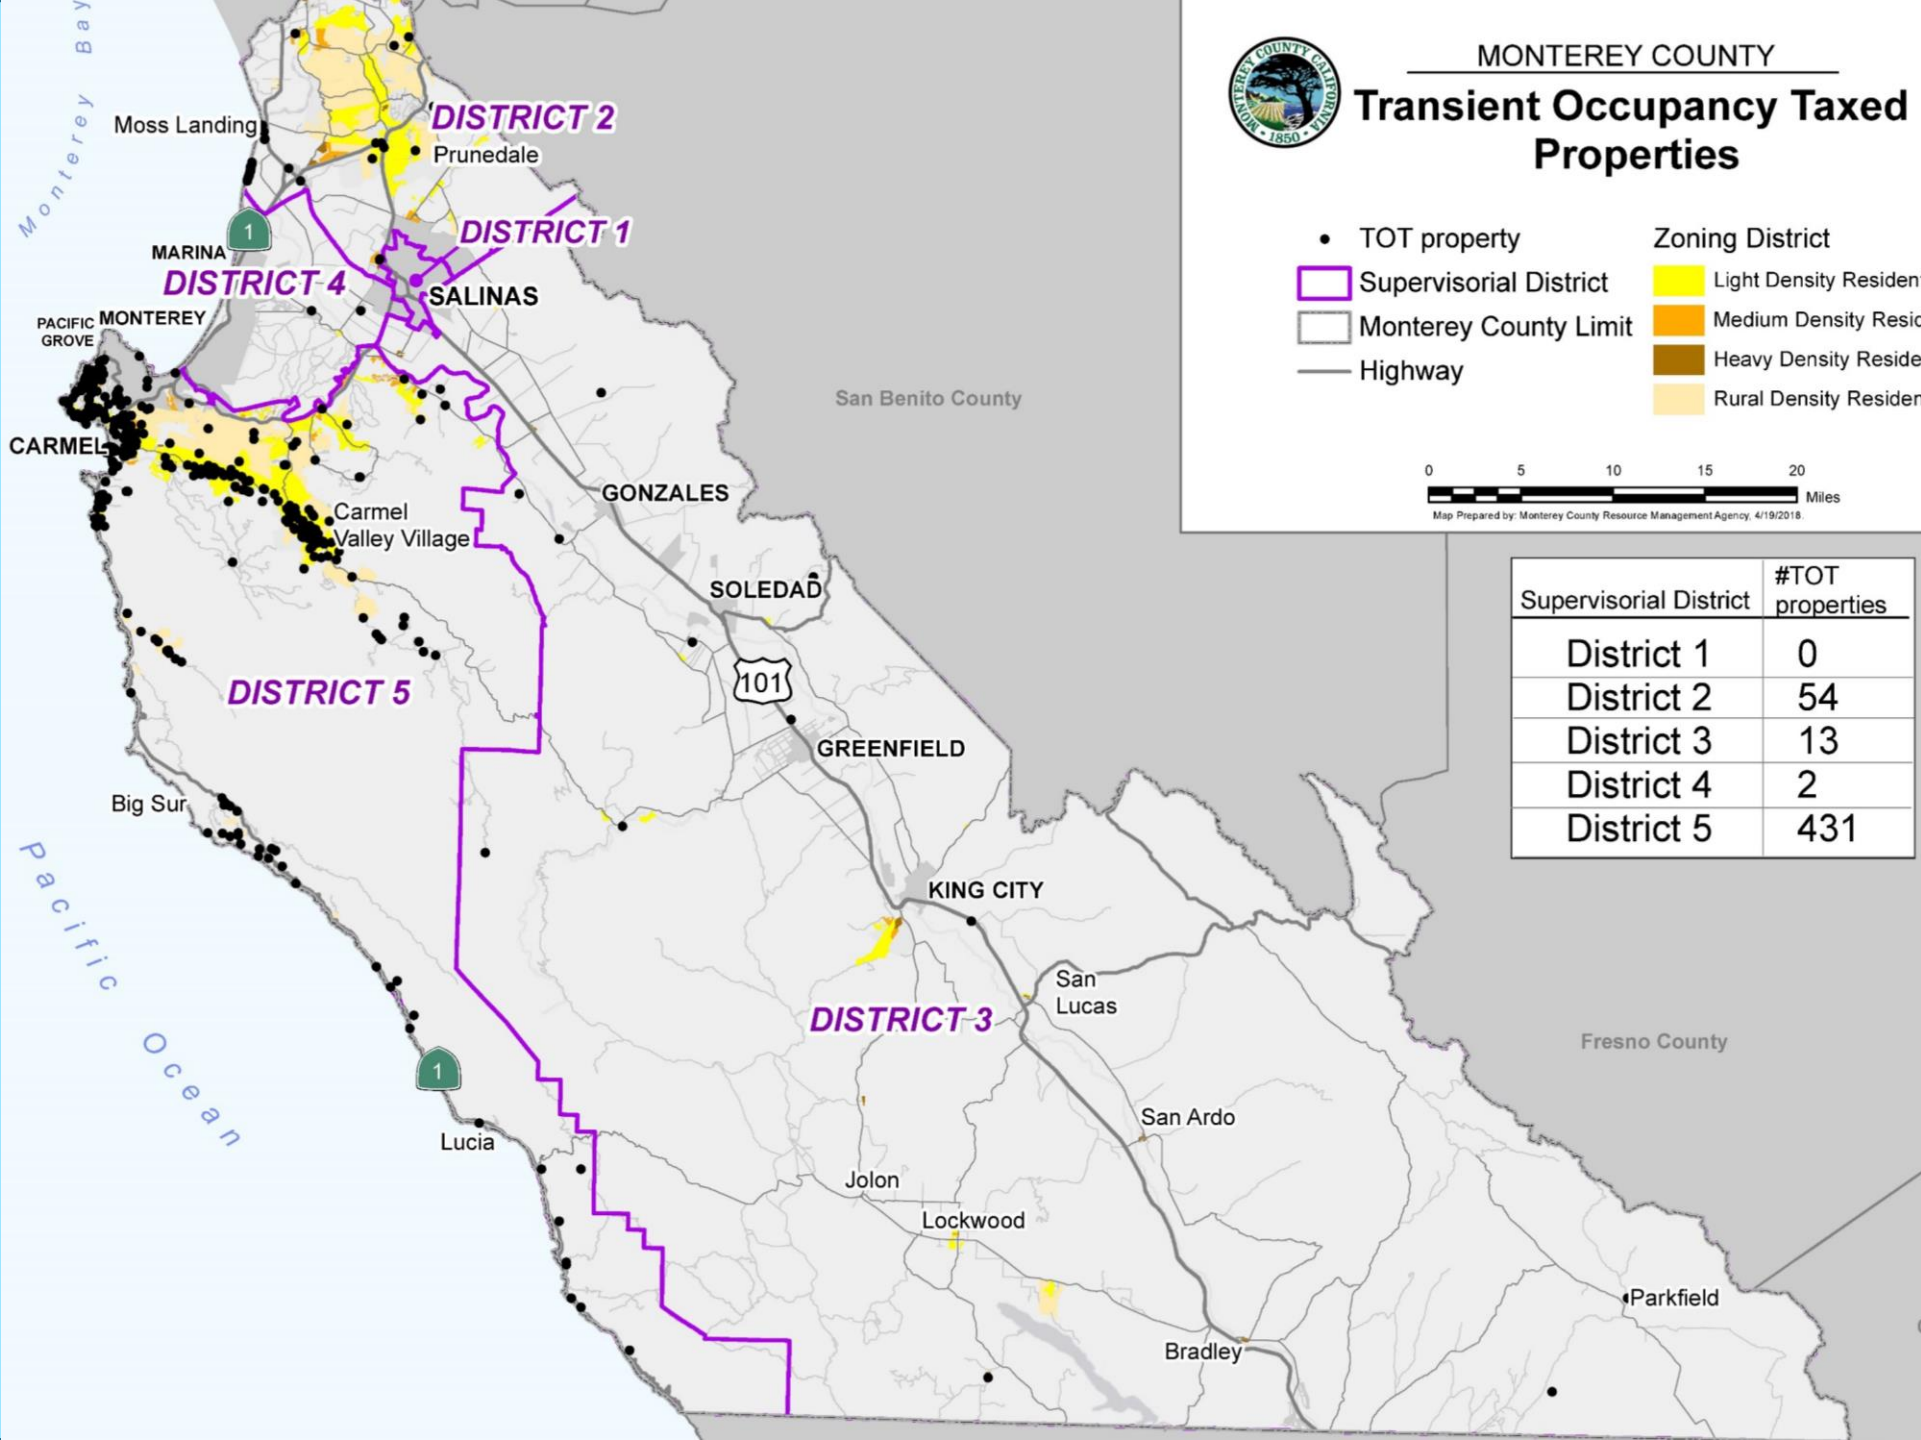 MONTEREY COUNTY
Transient Occupancy Taxed
Properties
MONTEREY COUNTY CALIFORNIA
• 1850 •
TOT property
Supervisorial District
Monterey County Limit
Highway
Zoning District
Light Density Residen
Medium Density Resid
Heavy Density Reside
Rural Density Residen
0 5 10 15 20
Miles
Map Prepared by: Monterey County Resource Management Agency, 4/19/2018.
Supervisorial District #TOT
properties
District 1 0
District 2 54
District 3 13
District 4 2
District 5 431
Monterey Bay
Moss Landing
DISTRICT 2
Prunedale
1
DISTRICT 1
MARINA
DISTRICT 4
SALINAS
PACIFIC
GROVE
MONTEREY
San Benito County
CARMEL
GONZALES
Carmel
Valley Village
SOLEDAD
101
DISTRICT 5
GREENFIELD
Big Sur
Pacific Ocean
KING CITY
San
Lucas
DISTRICT 3
Fresno County
1
San Ardo
Lucia
Jolon
Lockwood
Parkfield
Bradley